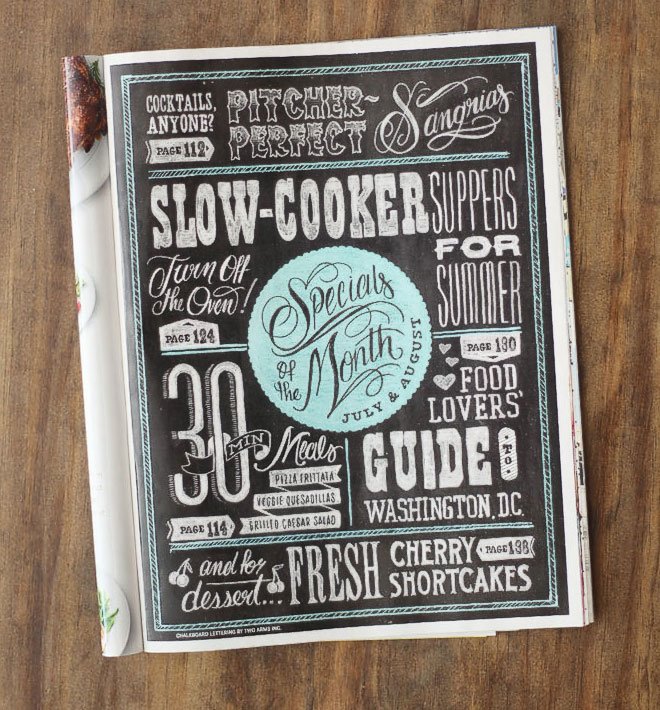 COCKTAILS,
ANYONE?
PAGE 112
PITCHER-
PERFECT
Sangrias
SLOW-COOKER
SUPPERS
FOR
SUMMER
Turn Off
the Oven!
PAGE 124
Specials
of the
Month
JULY & AUGUST
PAGE 130
FOOD
LOVERS'
GUIDE TO
WASHINGTON, D.C.
30
MIN Meals
PIZZA FRITTATA
VEGGIE QUESADILLAS
GRILLED CAESAR SALAD
PAGE 114
and for
dessert...
FRESH
CHERRY
SHORTCAKES
PAGE 138
CHALKBOARD LETTERING BY TWO ARMS INC.